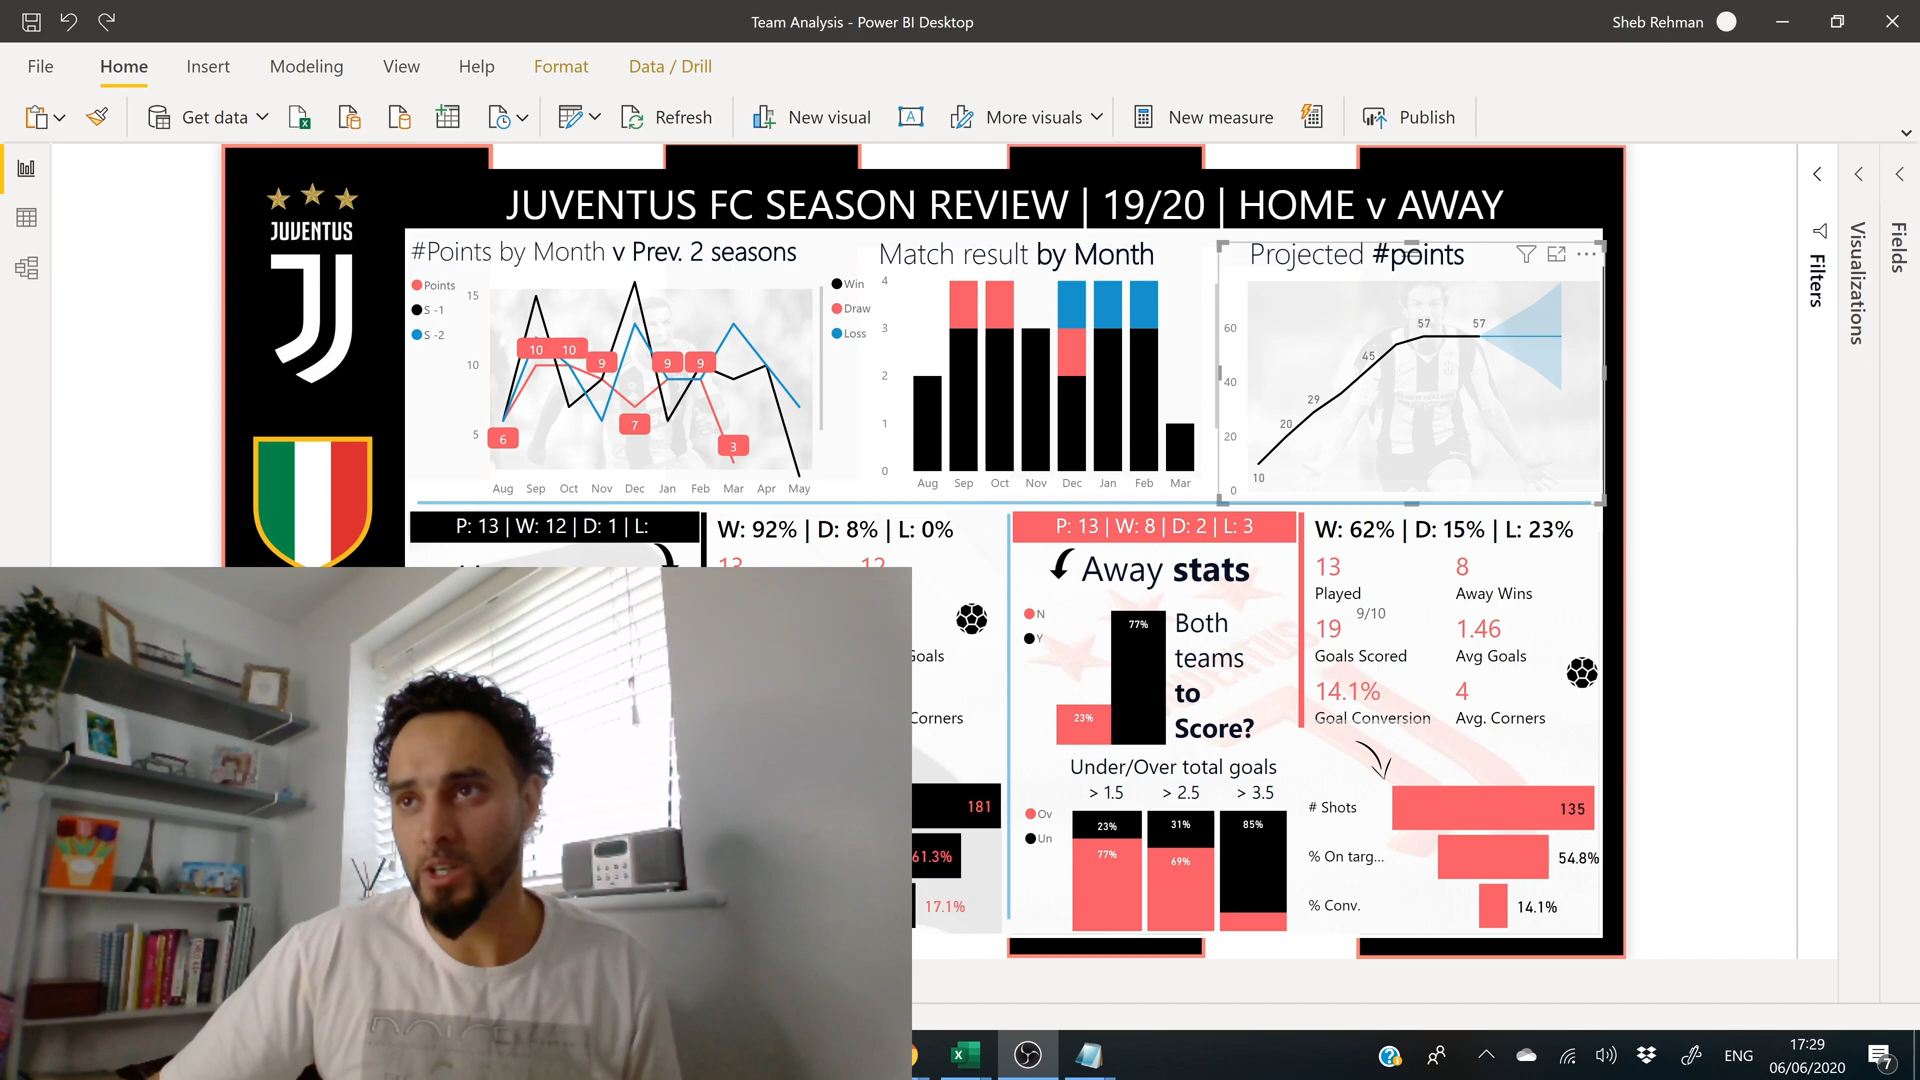 Team Analysis - Power BI Desktop
Sheb Rehman
File
Home
Insert
Modeling
View
Help
Format
Data / Drill
Get data
Refresh
New visual
More visuals
New measure
Publish
JUVENTUS
JUVENTUS FC SEASON REVIEW | 19/20 | HOME v AWAY
#Points by Month v Prev. 2 seasons
Points
S -1
S -2
15
10
5
6
10
10
9
7
9
9
3
Aug Sep Oct Nov Dec Jan Feb Mar Apr May
Match result by Month
Win
Draw
Loss
4
3
2
1
0
Aug Sep Oct Nov Dec Jan Feb Mar
Projected #points
60
40
20
0
10
20
29
45
57
57
Filters
Visualizations
Fields
P: 13 | W: 12 | D: 1 | L:
W: 92% | D: 8% | L: 0%
P: 13 | W: 8 | D: 2 | L: 3
W: 62% | D: 15% | L: 23%
13
12
Goals
Corners
181
61.3%
17.1%
Away stats
N
Y
77%
23%
Both
teams
to
Score?
Under/Over total goals
> 1.5 > 2.5 > 3.5
Ov
Un
23% 31% 85%
77% 69%
13
Played
8
Away Wins
9/10
19
Goals Scored
1.46
Avg Goals
14.1%
Goal Conversion
4
Avg. Corners
# Shots
135
% On targ...
54.8%
% Conv.
14.1%
ENG
17:29
06/06/2020
7